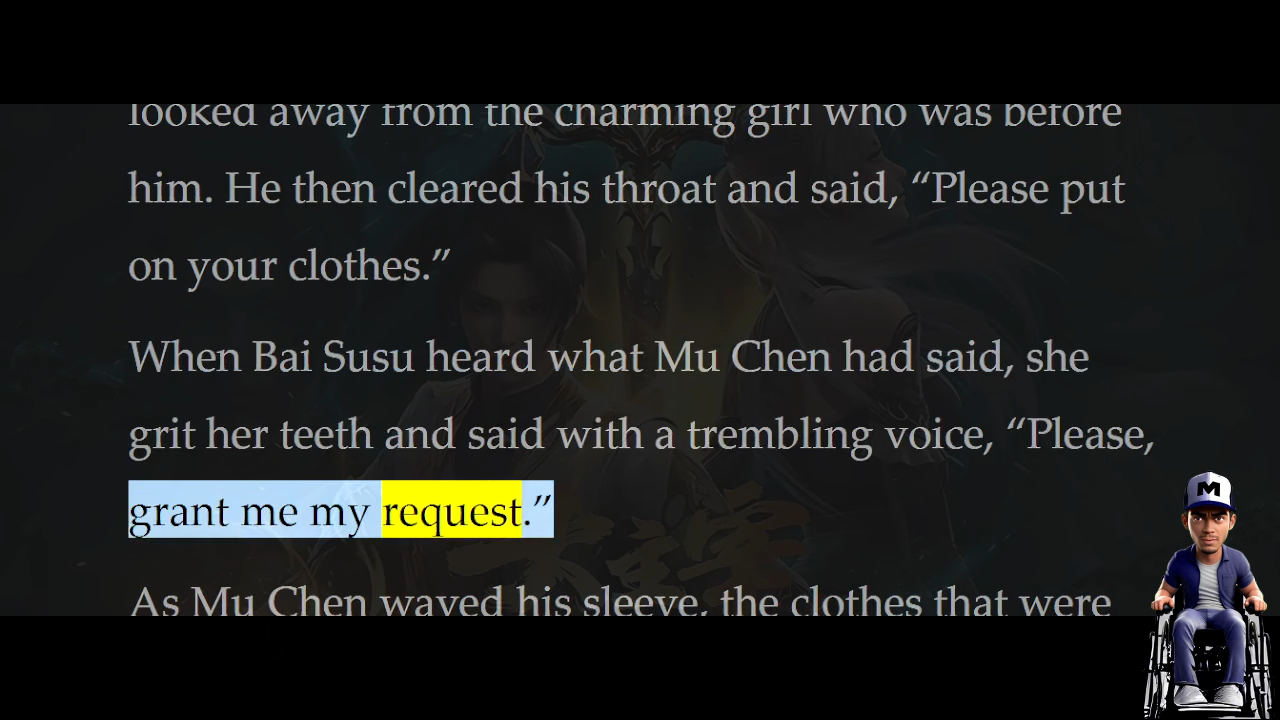 looked away from the charming girl who was before
him. He then cleared his throat and said, “Please put
on your clothes.”
When Bai Susu heard what Mu Chen had said, she
grit her teeth and said with a trembling voice, “Please,
grant me my request.”
As Mu Chen waved his sleeve, the clothes that were
M